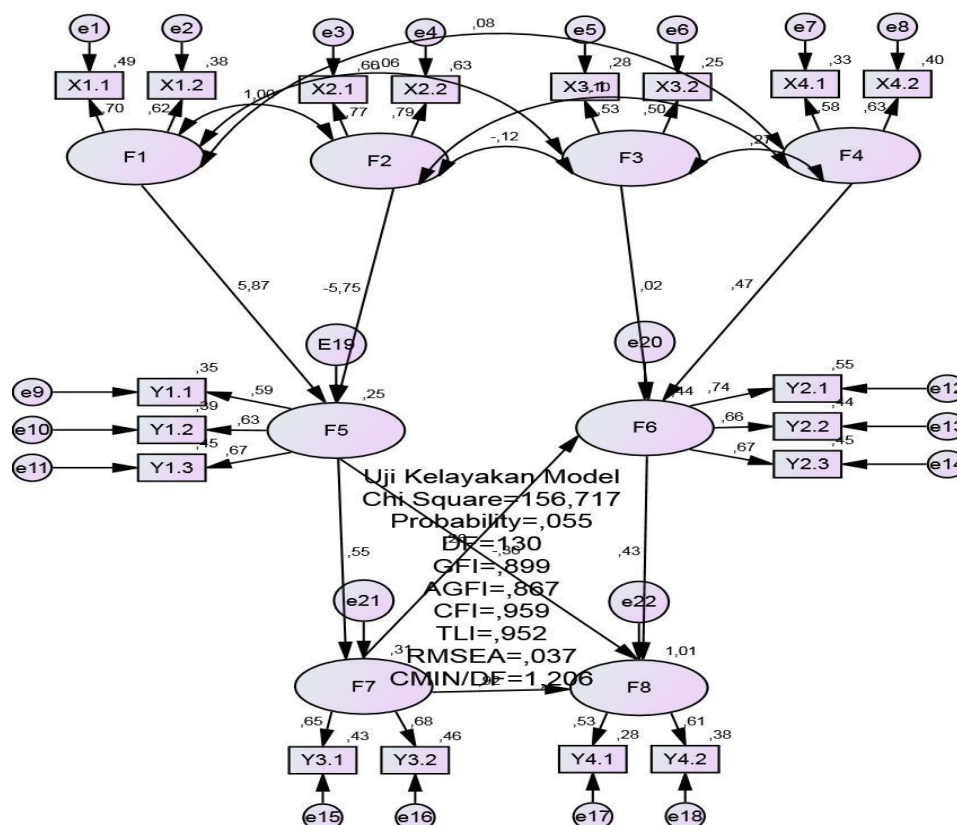 e1 e2 e3 e4 e5 e6 e7 e8
,49 ,38 ,63 ,28 ,25 ,33 ,40
X1.1 X1.2 X2.1 X2.2 X3.1 X3.2 X4.1 X4.2
,08
,06
,70 ,62 1,00 ,77 ,79 ,53 ,50 ,58 ,63
F1 F2 -,12 F3 ,27 F4
5,87 -5,75 ,02 ,47
E19 e20
e9 Y1.1 ,35 ,59 ,25 ,44 ,74 Y2.1 ,55 e12
e10 Y1.2 ,39 ,63 F5 F6 ,66 Y2.2 ,44 e13
e11 Y1.3 ,45 ,67 ,67 Y2.3 ,45 e14
Uji Kelayakan Model
Chi Square=156,717
Probability=,055
DF=130
GFI=,899
AGFI=,867
CFI=,959
TLI=,952
RMSEA=,037
CMIN/DF=1,206
,55 ,43
e21 e22
,31 1,01
F7 ,92 F8
,65 ,68 ,53 ,61
,43 ,46 ,28 ,38
Y3.1 Y3.2 Y4.1 Y4.2
e15 e16 e17 e18